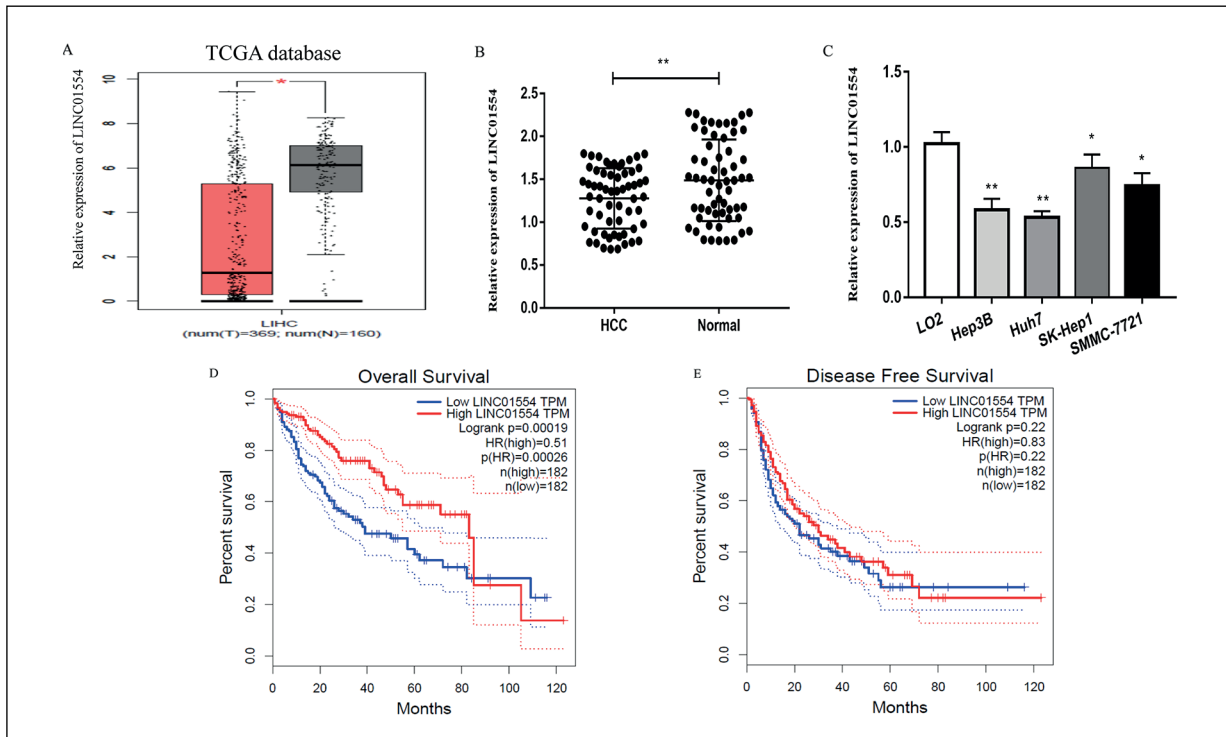 A
TCGA database
Relative expression of LINC01554
10
8
6
4
2
0
*
LIHC
(num(T)=369; num(N)=160)
B
Relative expression of LINC01554
2.5
2.0
1.5
1.0
0.5
0.0
**
HCC
Normal
C
Relative expression of LINC01554
1.5
1.0
0.5
0.0
**
**
*
*
LO2
Hep3B
Huh7
SK-Hep1
SMMC-7721
D
Overall Survival
Low LINC01554 TPM
High LINC01554 TPM
Logrank p=0.00019
HR(high)=0.51
p(HR)=0.00026
n(high)=182
n(low)=182
Percent survival
1.0
0.8
0.6
0.4
0.2
0.0
0 20 40 60 80 100 120
Months
E
Disease Free Survival
Low LINC01554 TPM
High LINC01554 TPM
Logrank p=0.22
HR(high)=0.83
p(HR)=0.22
n(high)=182
n(low)=182
Percent survival
1.0
0.8
0.6
0.4
0.2
0.0
0 20 40 60 80 100 120
Months